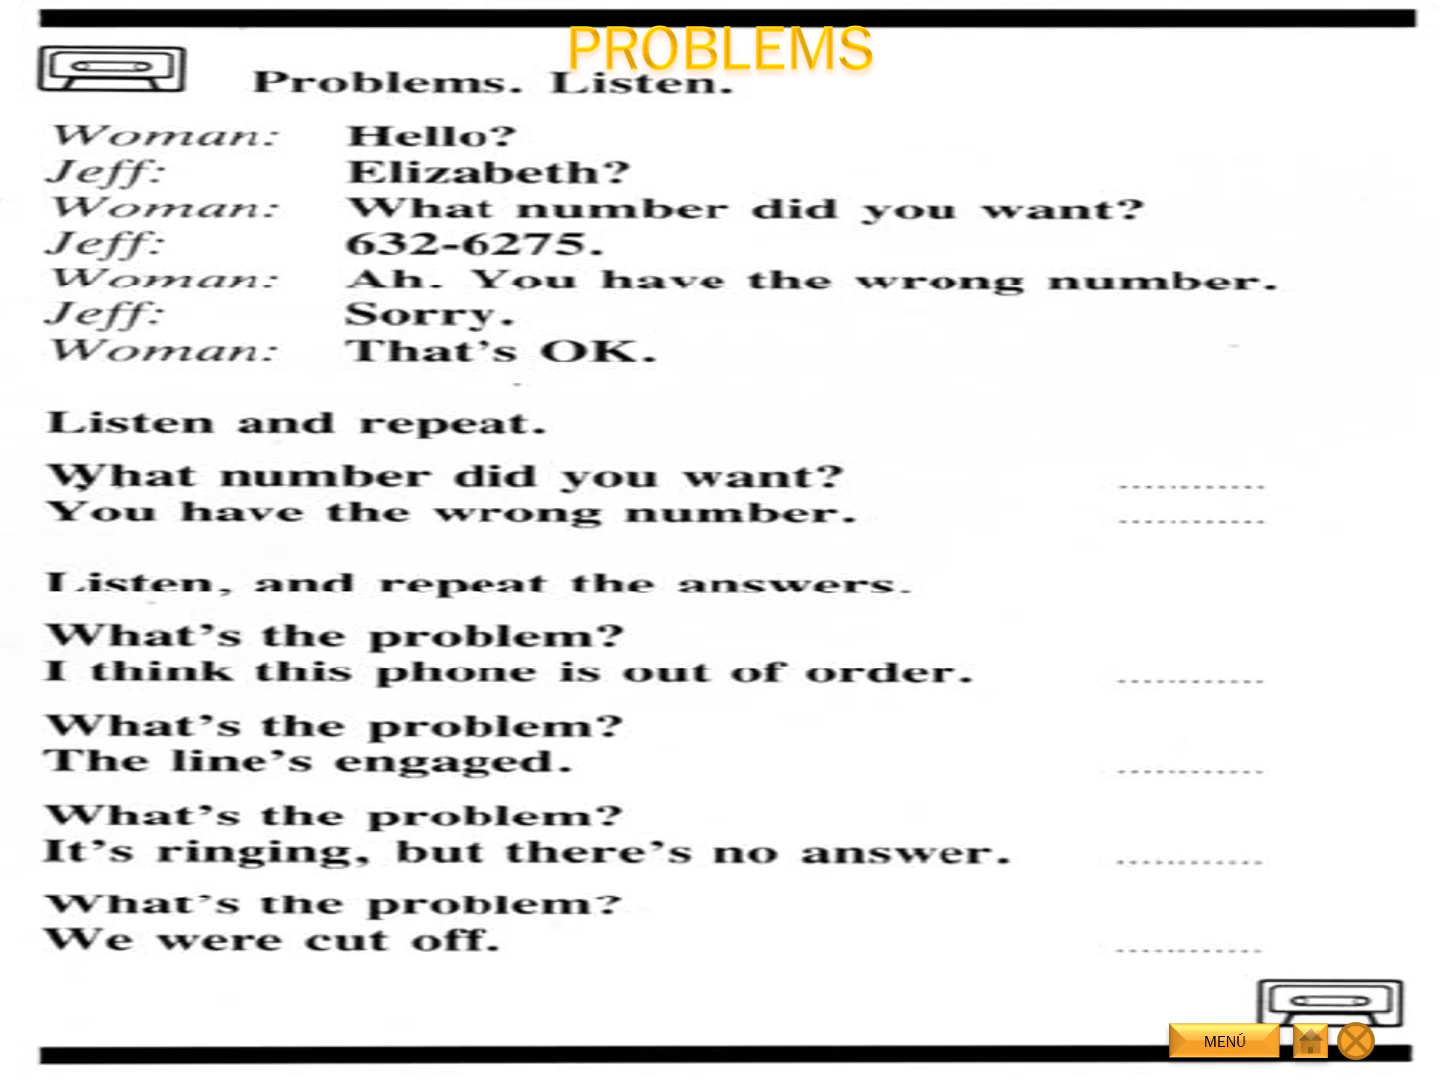 PROBLEMS
Problems. Listen.
Woman: Hello?
Jeff: Elizabeth?
Woman: What number did you want?
Jeff: 632-6275.
Woman: Ah. You have the wrong number.
Jeff: Sorry.
Woman: That's OK.
Listen and repeat.
What number did you want? ............
You have the wrong number. ............
Listen, and repeat the answers.
What's the problem?
I think this phone is out of order. ............
What's the problem?
The line's engaged. ............
What's the problem?
It's ringing, but there's no answer. ............
What's the problem?
We were cut off. ............
MENÚ